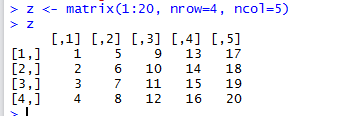 > z <- matrix(1:20, nrow=4, ncol=5)
> z
     [,1] [,2] [,3] [,4] [,5]
[1,]    1    5    9   13   17
[2,]    2    6   10   14   18
[3,]    3    7   11   15   19
[4,]    4    8   12   16   20
>